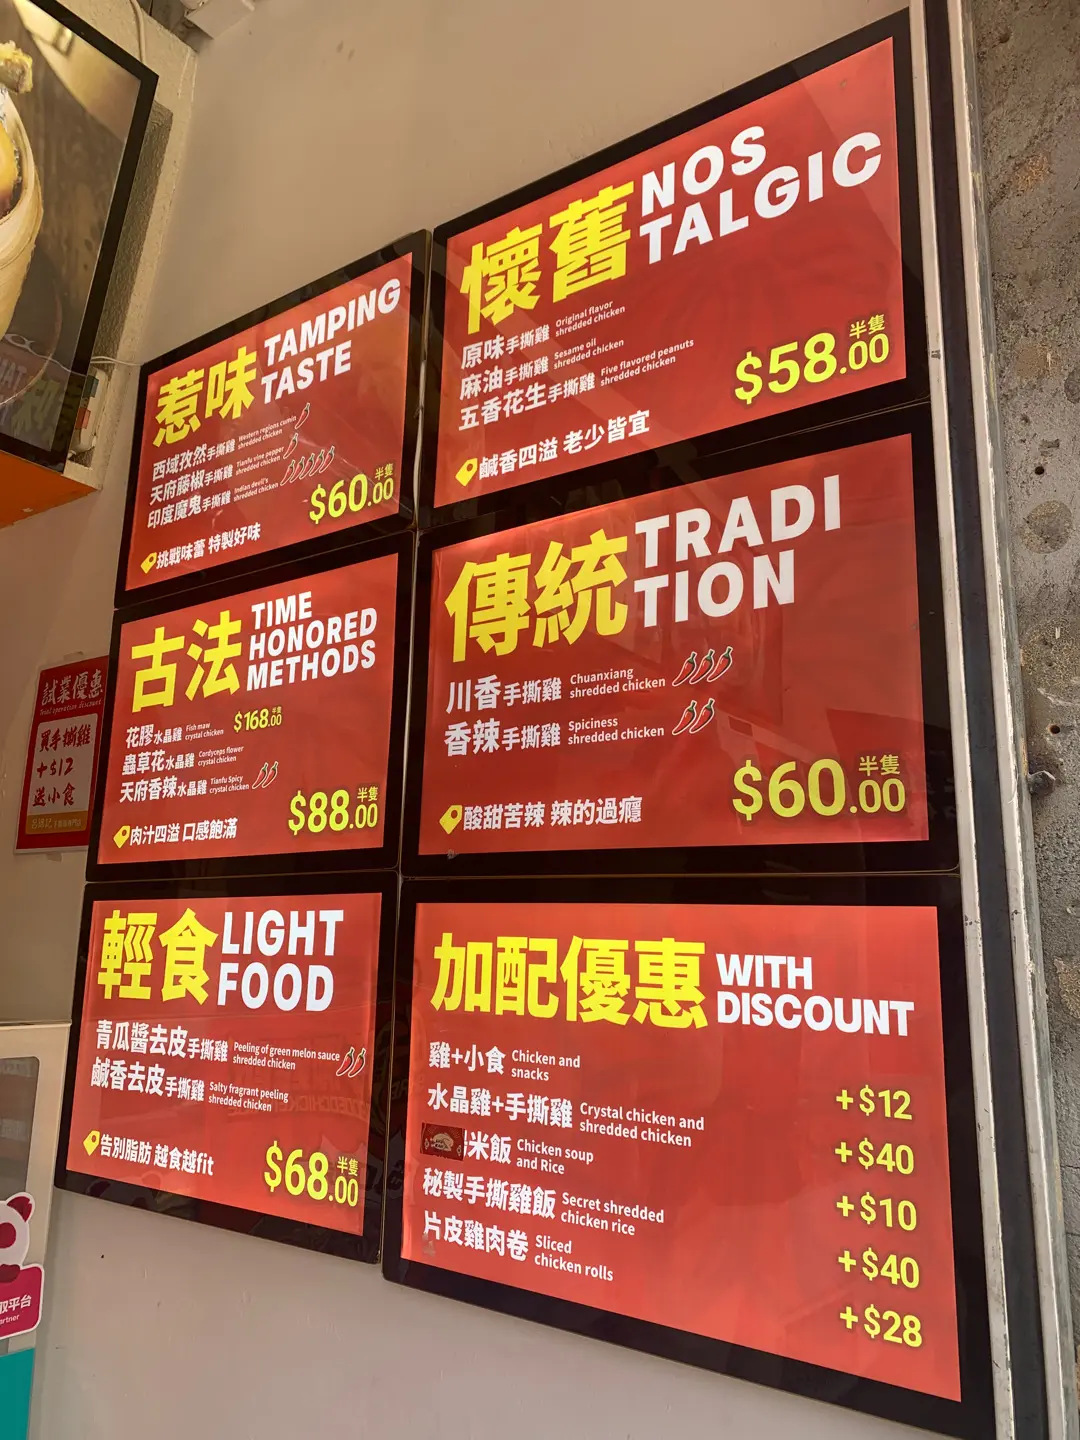 懷舊
NOS
TALGIC
原味手撕雞 Original flavor
shredded chicken
麻油手撕雞 Sesame oil
shredded chicken
五香花生手撕雞 Five flavored peanuts
shredded chicken
半隻
$58.00
鹹香四溢 老少皆宜
惹味
TAMPING
TASTE
西域孜然手撕雞 Western regions cumin
shredded chicken
天府藤椒手撕雞 Tianfu vine pepper
shredded chicken
印度魔鬼手撕雞 Indian devil's
shredded chicken
半隻
$60.00
挑戰味蕾 特製好味
傳統
TRADI
TION
川香手撕雞 Chuanxiang
shredded chicken
香辣手撕雞 Spiciness
shredded chicken
半隻
$60.00
酸甜苦辣 辣的過癮
古法
TIME
HONORED
METHODS
花膠水晶雞 Fish maw
crystal chicken
$168.00 半隻
蟲草花水晶雞 Cordyceps flower
crystal chicken
天府香辣水晶雞 Tianfu Spicy
crystal chicken
半隻
$88.00
肉汁四溢 口感飽滿
輕食
LIGHT
FOOD
青瓜醬去皮手撕雞 Peeling of green melon sauce
shredded chicken
鹹香去皮手撕雞 Salty fragrant peeling
shredded chicken
告別脂肪 越食越fit
半隻
$68.00
加配優惠
WITH
DISCOUNT
雞+小食 Chicken and
snacks
+$12
水晶雞+手撕雞 Crystal chicken and
shredded chicken
+$40
米飯 Chicken soup
and Rice
+$10
秘製手撕雞飯 Secret shredded
chicken rice
+$40
片皮雞肉卷 Sliced
chicken rolls
+$28
試業優惠
Trial operation discount
買手撕雞
+$12
送小食
取平台
artner